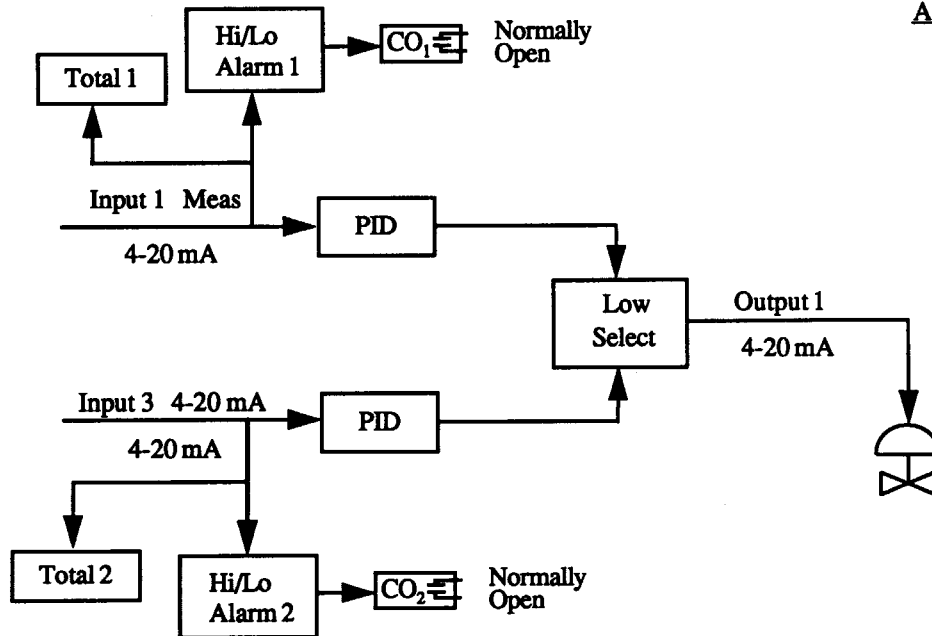 A
Hi/Lo
Alarm 1
CO₁
Normally
Open
Total 1
Input 1 Meas
4-20 mA
PID
Low
Select
Output 1
4-20 mA
Input 3 4-20 mA
4-20 mA
PID
Total 2
Hi/Lo
Alarm 2
CO₂
Normally
Open